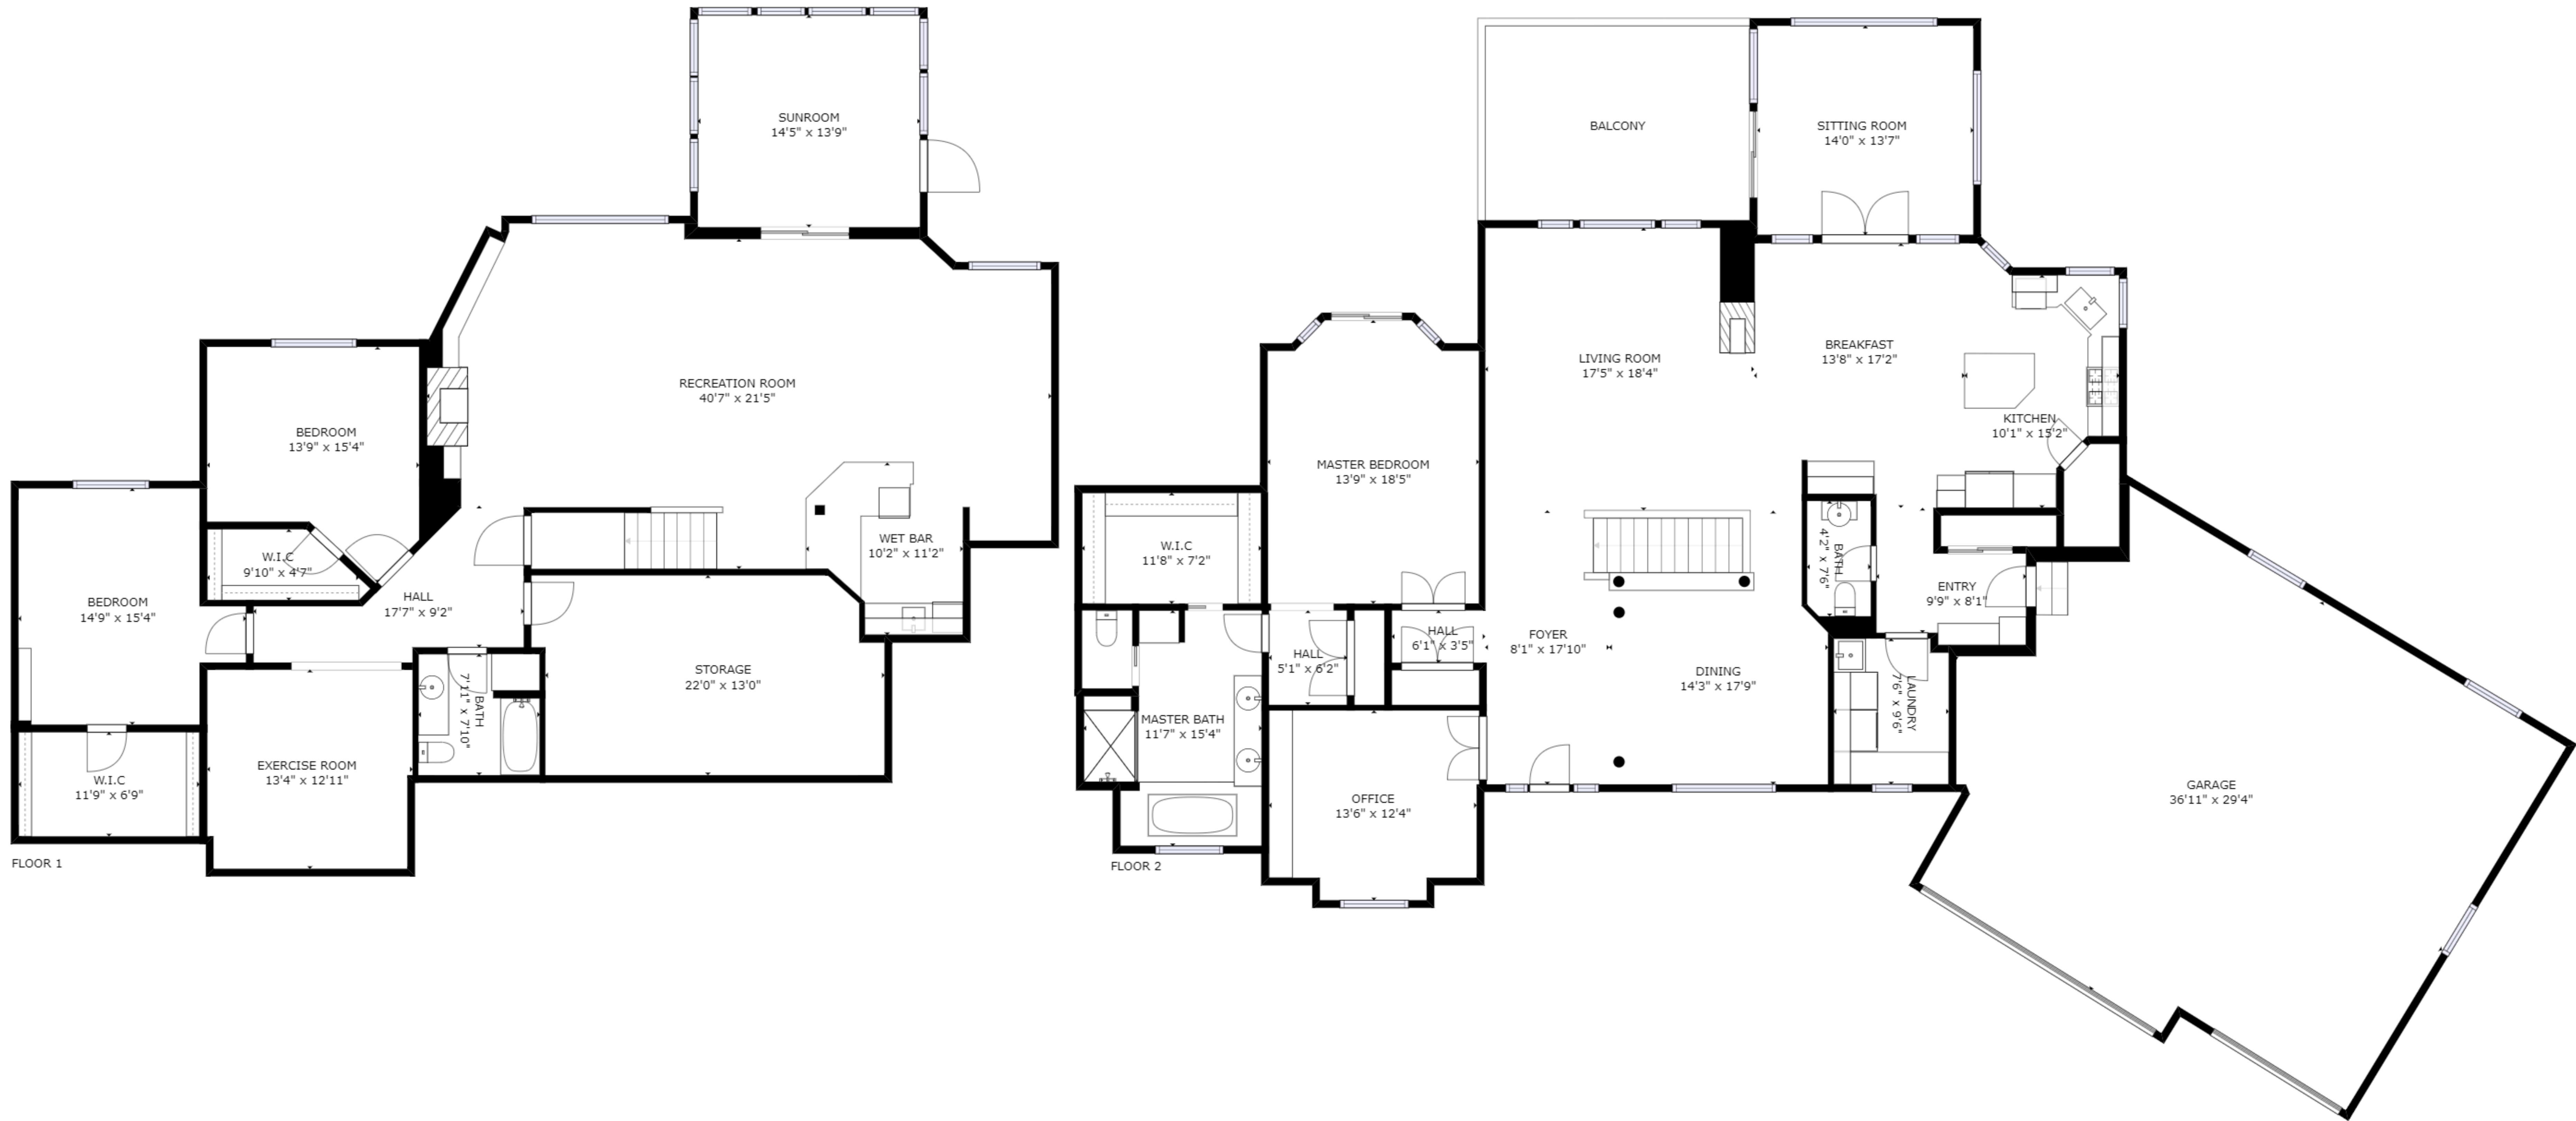 SUNROOM
14'5" x 13'9"
RECREATION ROOM
40'7" x 21'5"
BEDROOM
13'9" x 15'4"
W.I.C
9'10" x 4'7"
BEDROOM
14'9" x 15'4"
HALL
17'7" x 9'2"
WET BAR
10'2" x 11'2"
STORAGE
22'0" x 13'0"
BATH
7'11" x 7'10"
EXERCISE ROOM
13'4" x 12'11"
W.I.C
11'9" x 6'9"
FLOOR 1
BALCONY
SITTING ROOM
14'0" x 13'7"
LIVING ROOM
17'5" x 18'4"
BREAKFAST
13'8" x 17'2"
KITCHEN
10'1" x 15'2"
MASTER BEDROOM
13'9" x 18'5"
W.I.C
11'8" x 7'2"
BATH
4'2" x 7'6"
ENTRY
9'9" x 8'1"
HALL
6'1" x 3'5"
HALL
5'1" x 6'2"
FOYER
8'1" x 17'10"
DINING
14'3" x 17'9"
LAUNDRY
7'6" x 9'6"
MASTER BATH
11'7" x 15'4"
OFFICE
13'6" x 12'4"
GARAGE
36'11" x 29'4"
FLOOR 2